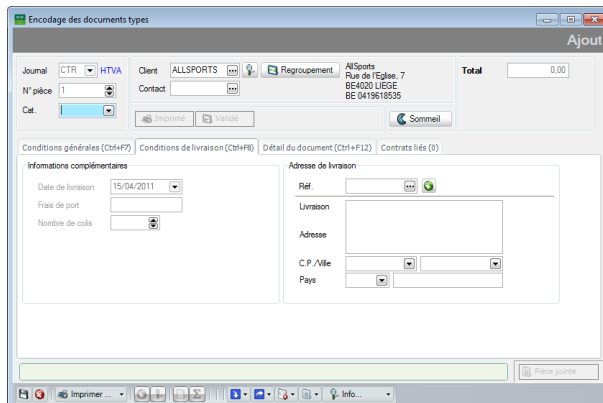 Encodage des documents types
Ajout
Journal CTR HTVA
N° pièce 1
Cat.
Client ALLSPORTS Regroupement
Contact
AllSports
Rue de l'Eglise, 7
BE4020 LIEGE
BE 0419618535
Total 0,00
Imprimé Validé Sommeil
Conditions générales (Ctrl+F7) Conditions de livraison (Ctrl+F8) Détail du document (Ctrl+F12) Contrats liés (0)
Informations complémentaires
Date de livraison 15/04/2011
Frais de port
Nombre de colis
Adresse de livraison
Réf.
Livraison
Adresse
C.P./Ville
Pays
Pièce jointe
Imprimer ... Info...